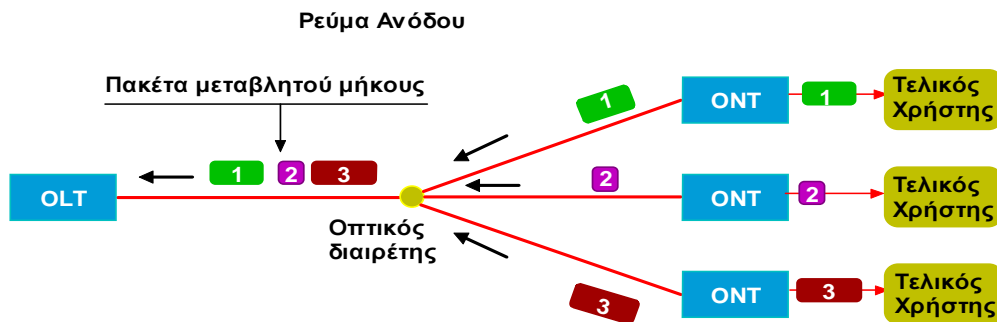 Ρεύμα Ανόδου
Πακέτα μεταβλητού μήκους
1
ONT
1
Τελικός
Χρήστης
OLT
1
2
3
2
ONT
2
Τελικός
Χρήστης
Οπτικός
διαιρέτης
3
ONT
3
Τελικός
Χρήστης